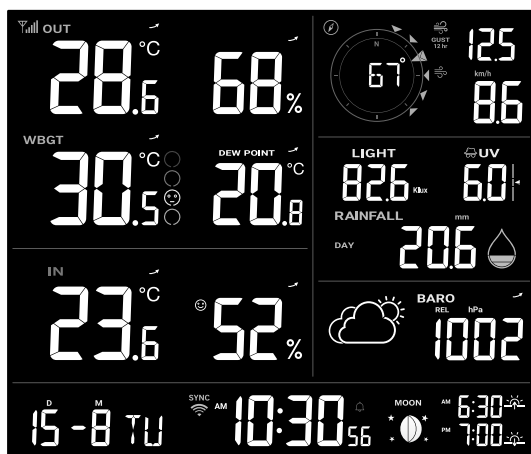 OUT
28.6 °C
68%
WBGT
30.5 °C
DEW POINT
20.8 °C
IN
23.6 °C
52%
N
67°
GUST
12 hr
12.5
km/h
8.6
LIGHT
82.6 Klux
UV
6.0
RAINFALL
mm
DAY
20.6
BARO
REL hPa
1002
D M
15 - 8 TU
SYNC
AM 10:30 56
MOON
AM 6:30
PM 7:00